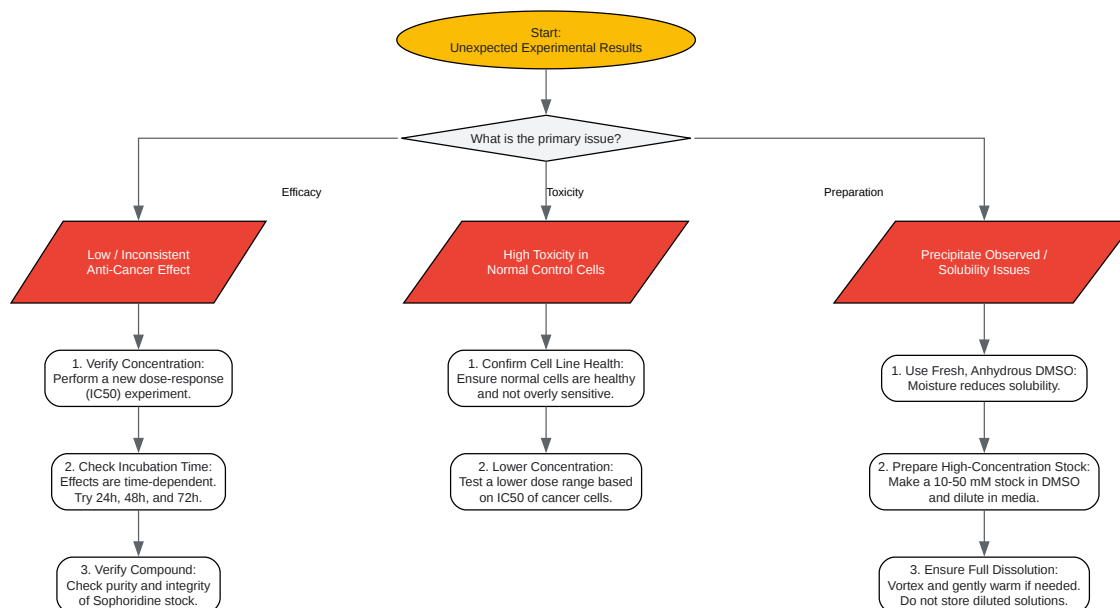 Start:
Unexpected Experimental Results
What is the primary issue?
Efficacy
Toxicity
Preparation
Low / Inconsistent
Anti-Cancer Effect
High Toxicity in
Normal Control Cells
Precipitate Observed /
Solubility Issues
1. Verify Concentration:
Perform a new dose-response
(IC50) experiment.
1. Confirm Cell Line Health:
Ensure normal cells are healthy
and not overly sensitive.
1. Use Fresh, Anhydrous DMSO:
Moisture reduces solubility.
2. Check Incubation Time:
Effects are time-dependent.
Try 24h, 48h, and 72h.
2. Lower Concentration:
Test a lower dose range based
on IC50 of cancer cells.
2. Prepare High-Concentration Stock:
Make a 10-50 mM stock in DMSO
and dilute in media.
3. Verify Compound:
Check purity and integrity
of Sophoridine stock.
3. Ensure Full Dissolution:
Vortex and gently warm if needed.
Do not store diluted solutions.